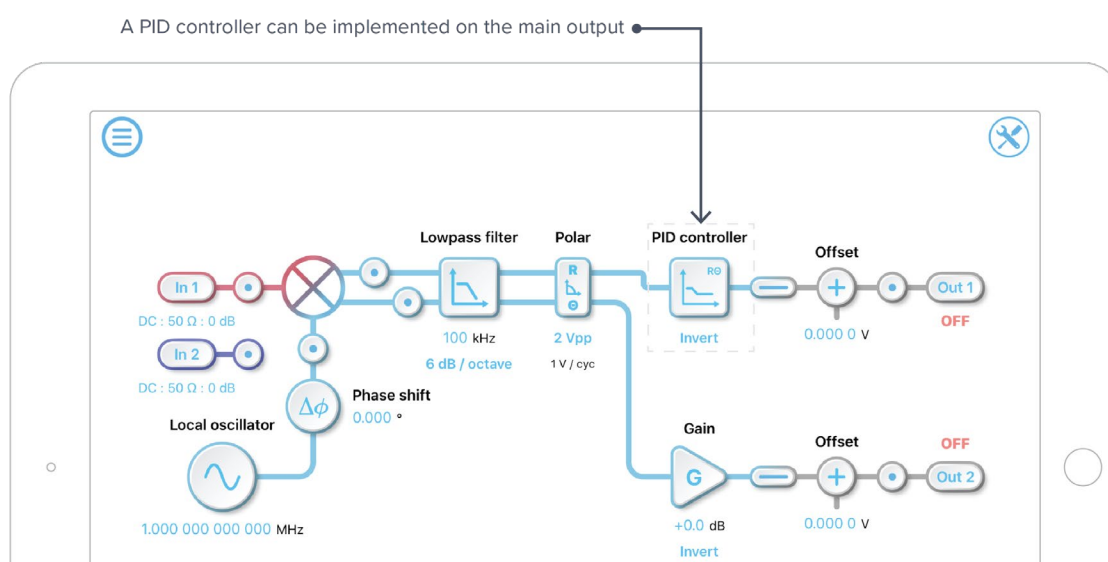 A PID controller can be implemented on the main output
Lowpass filter
Polar
PID controller
Offset
In 1
DC : 50 Ω : 0 dB
In 2
DC : 50 Ω : 0 dB
R
Θ
RΘ
Out 1
OFF
0.000 0 V
100 kHz
6 dB / octave
2 Vpp
1 V / cyc
Invert
Δϕ
Phase shift
0.000 °
Local oscillator
1.000 000 000 000 MHz
Gain
G
+0.0 dB
Invert
Offset
0.000 0 V
OFF
Out 2